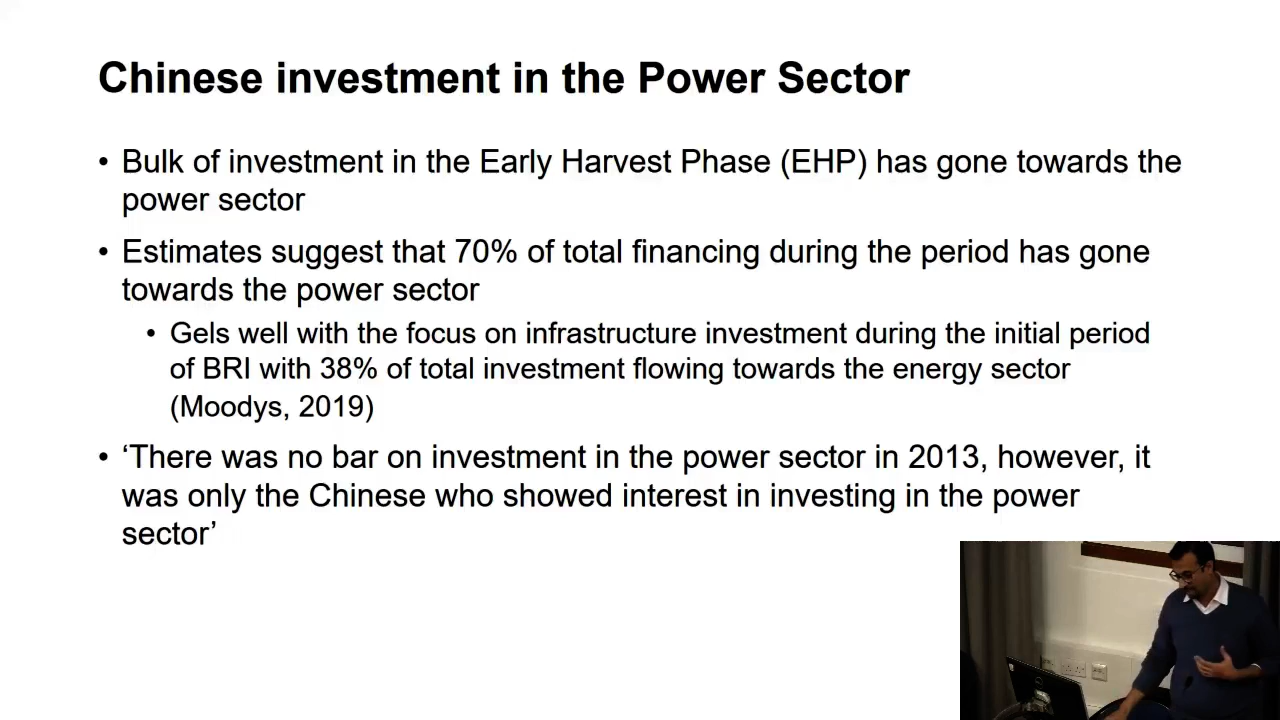 Chinese investment in the Power Sector
• Bulk of investment in the Early Harvest Phase (EHP) has gone towards the
power sector
• Estimates suggest that 70% of total financing during the period has gone
towards the power sector
• Gels well with the focus on infrastructure investment during the initial period
of BRI with 38% of total investment flowing towards the energy sector
(Moodys, 2019)
• ‘There was no bar on investment in the power sector in 2013, however, it
was only the Chinese who showed interest in investing in the power
sector’